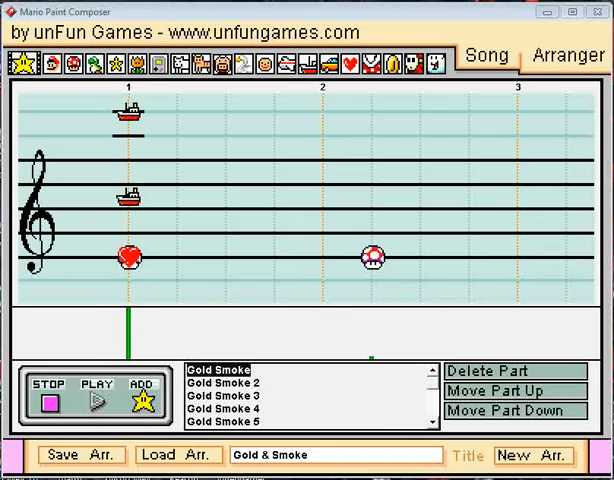 Mario Paint Composer
by unFun Games - www.unfungames.com
Song
Arranger
1 2 3
STOP PLAY ADD
Gold Smoke
Gold Smoke 2
Gold Smoke 3
Gold Smoke 4
Gold Smoke 5
Delete Part
Move Part Up
Move Part Down
Save Arr.
Load Arr.
Gold & Smoke
Title
New Arr.